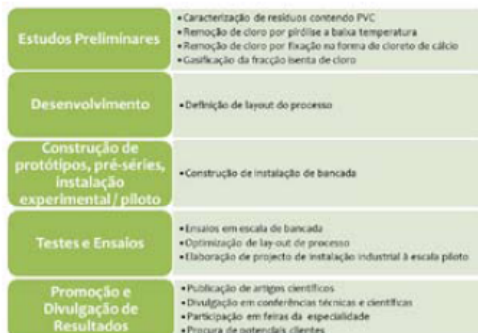 Estudos Preliminares
• Caracterização de resíduos contendo PVC
• Remoção de cloro por pirólise a baixa temperatura
• Remoção de cloro por fixação na forma de cloreto de cálcio
• Gasificação da fracção isenta de cloro
Desenvolvimento
• Definição de layout do processo
Construção de
protótipos, pré-séries,
instalação
experimental / piloto
• Construção de instalação de bancada
Testes e Ensaios
• Ensaios em escala de bancada
• Optimização de lay-out de processo
• Elaboração de projecto de instalação industrial à escala piloto
Promoção e
Divulgação de
Resultados
• Publicação de artigos científicos
• Divulgação em conferências técnicas e científicas
• Participação em feiras da especialidade
• Procura de potenciais clientes